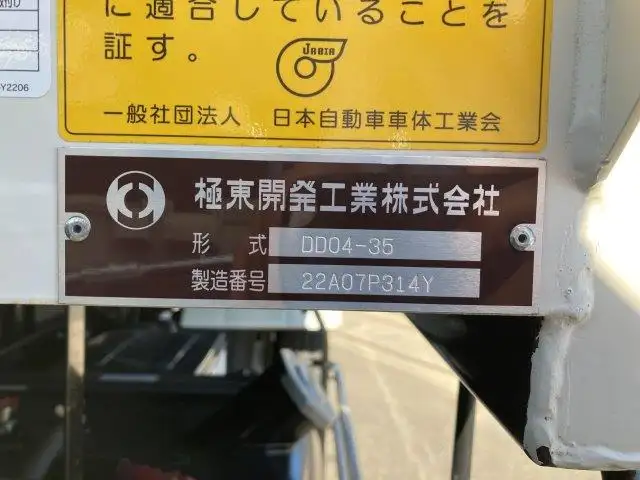 Y2206
に適合していることを
証す。
JABIA
一般社団法人 日本自動車車体工業会
極東開発工業株式会社
形式 DD04-35
製造番号 22A07P314Y